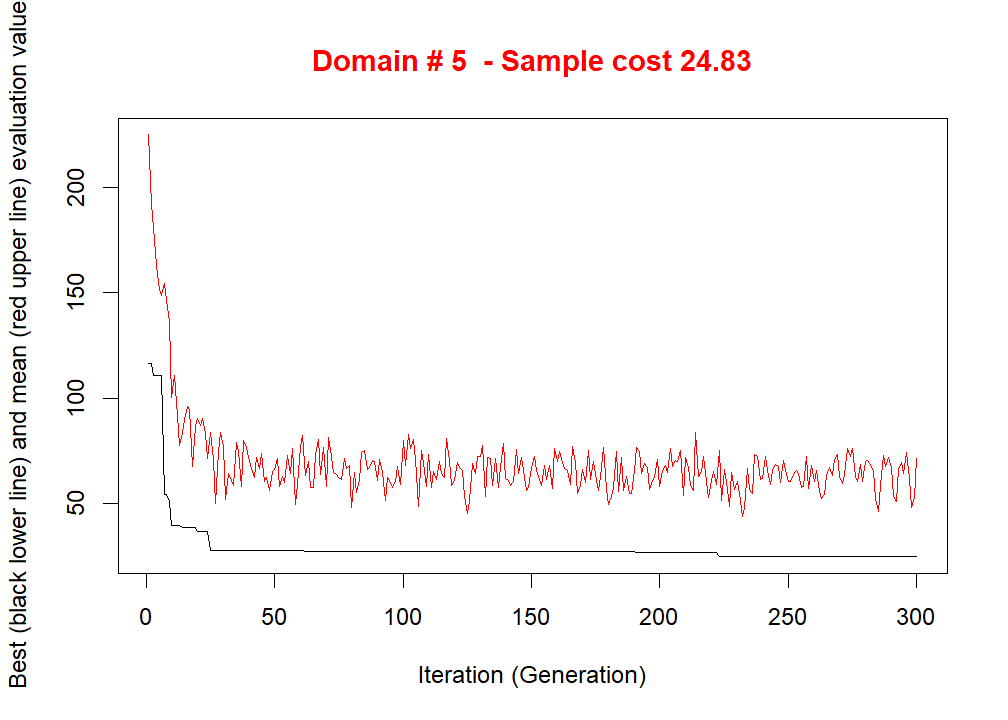 Domain # 5  - Sample cost 24.83
Best (black lower line) and mean (red upper line) evaluation value
200
150
100
50
0 50 100 150 200 250 300
Iteration (Generation)